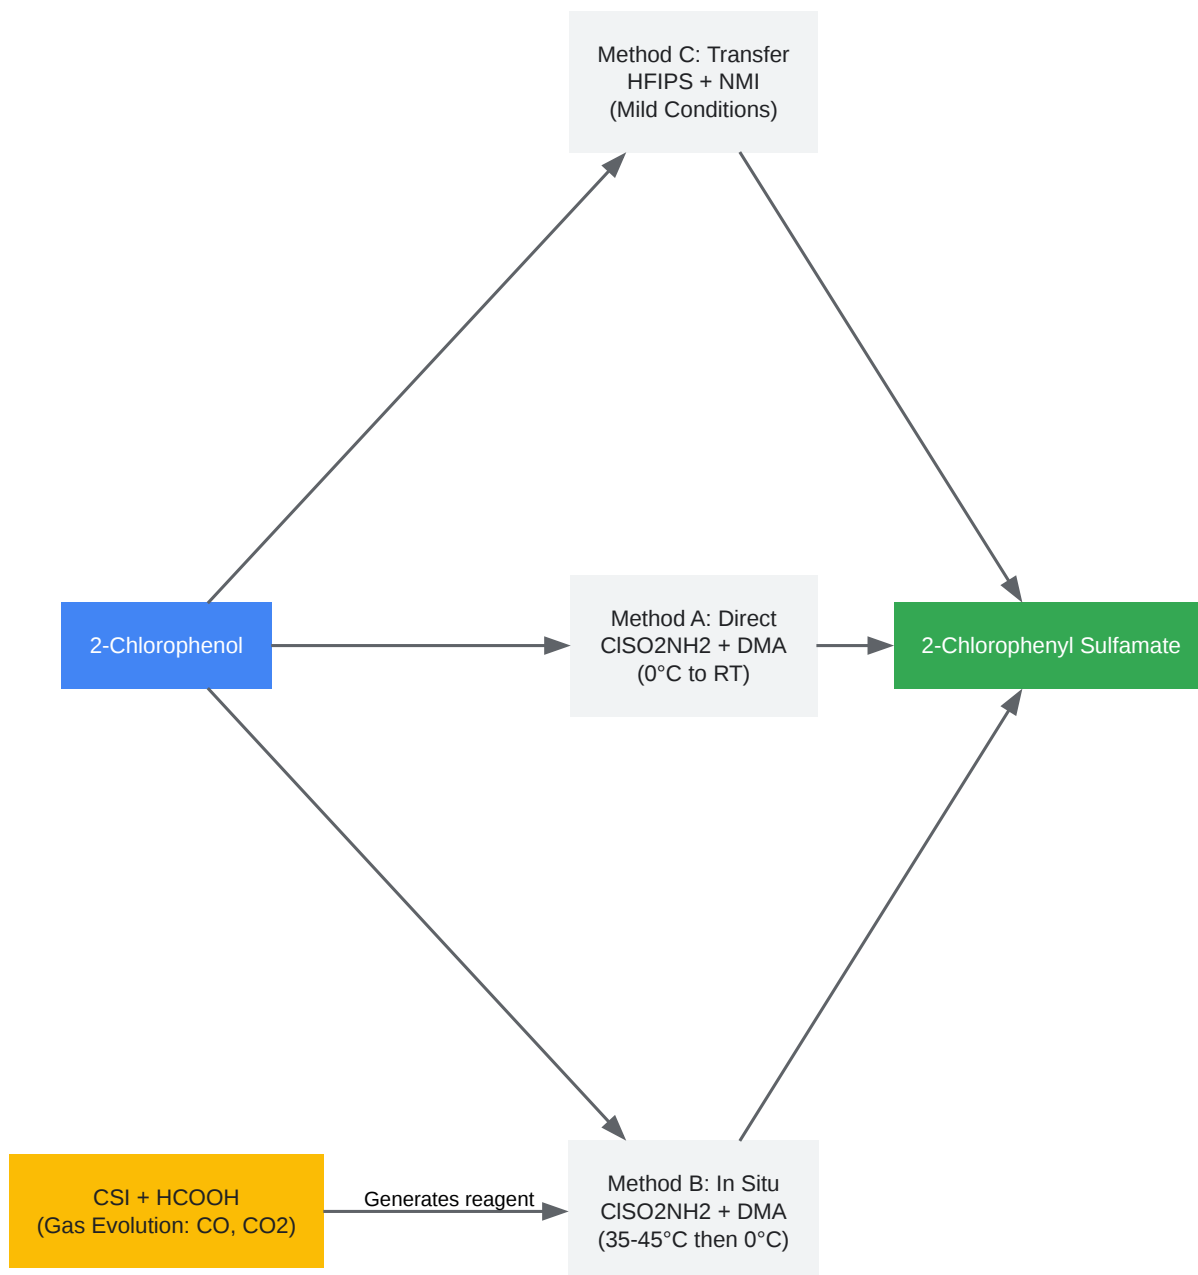 Method C: Transfer
HFIPS + NMI
(Mild Conditions)
2-Chlorophenol
Method A: Direct
ClSO2NH2 + DMA
(0°C to RT)
2-Chlorophenyl Sulfamate
CSI + HCOOH
(Gas Evolution: CO, CO2)
Generates reagent
Method B: In Situ
ClSO2NH2 + DMA
(35-45°C then 0°C)